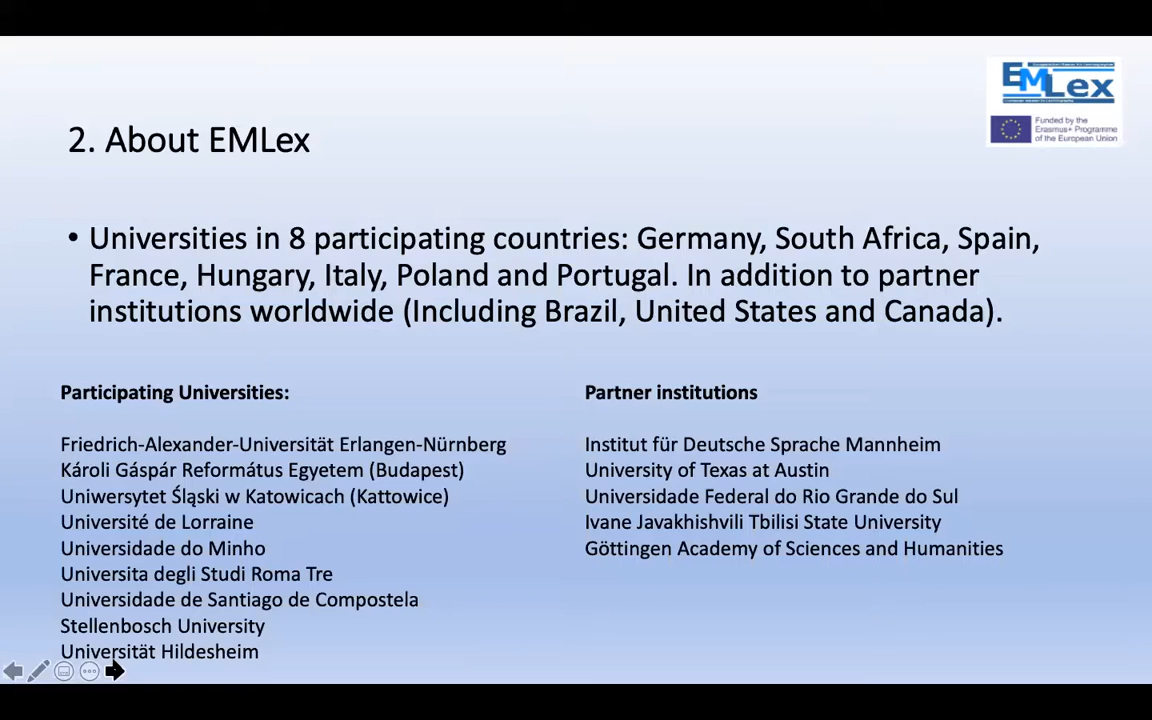 EMLex
Funded by the
Erasmus+ Programme
of the European Union
2. About EMLex
• Universities in 8 participating countries: Germany, South Africa, Spain,
France, Hungary, Italy, Poland and Portugal. In addition to partner
institutions worldwide (Including Brazil, United States and Canada).
Participating Universities:
Friedrich-Alexander-Universität Erlangen-Nürnberg
Károli Gáspár Református Egyetem (Budapest)
Uniwersytet Śląski w Katowicach (Kattowice)
Université de Lorraine
Universidade do Minho
Universita degli Studi Roma Tre
Universidade de Santiago de Compostela
Stellenbosch University
Universität Hildesheim
Partner institutions
Institut für Deutsche Sprache Mannheim
University of Texas at Austin
Universidade Federal do Rio Grande do Sul
Ivane Javakhishvili Tbilisi State University
Göttingen Academy of Sciences and Humanities